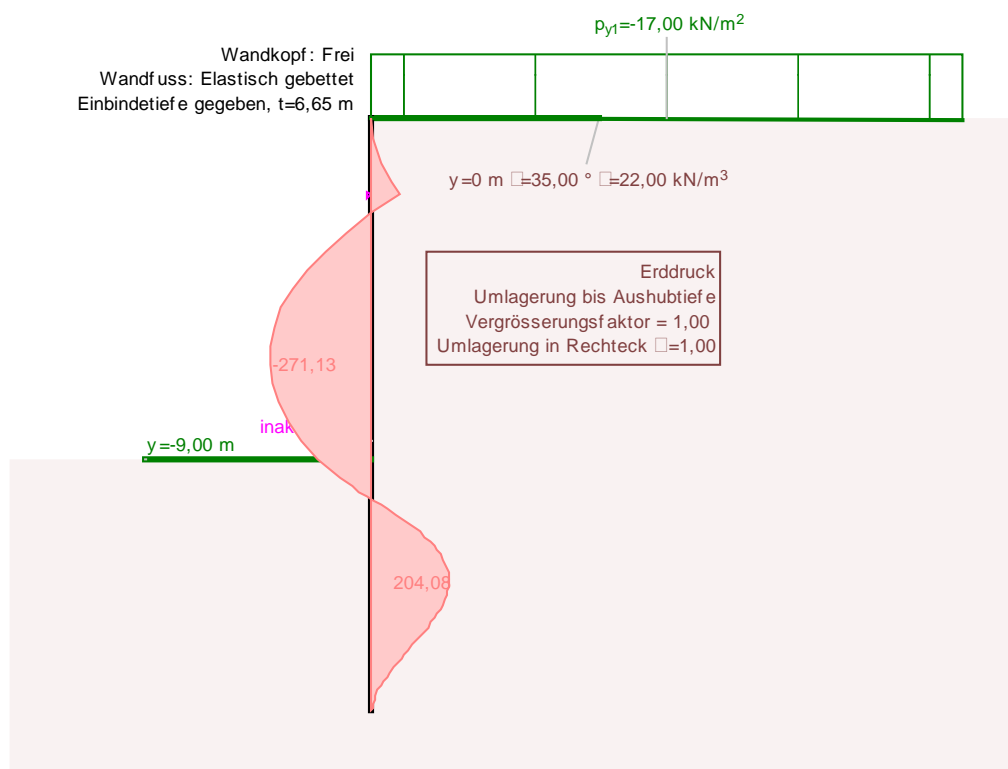 p_y1=-17,00 kN/m²
Wandkopf: Frei
Wandfuss: Elastisch gebettet
Einbindetiefe gegeben, t=6,65 m
y=0 m □=35,00 ° □=22,00 kN/m³
Erddruck
Umlagerung bis Aushubtiefe
Vergrösserungsfaktor = 1,00
Umlagerung in Rechteck □=1,00
-271,13
inak
y=-9,00 m
204,08